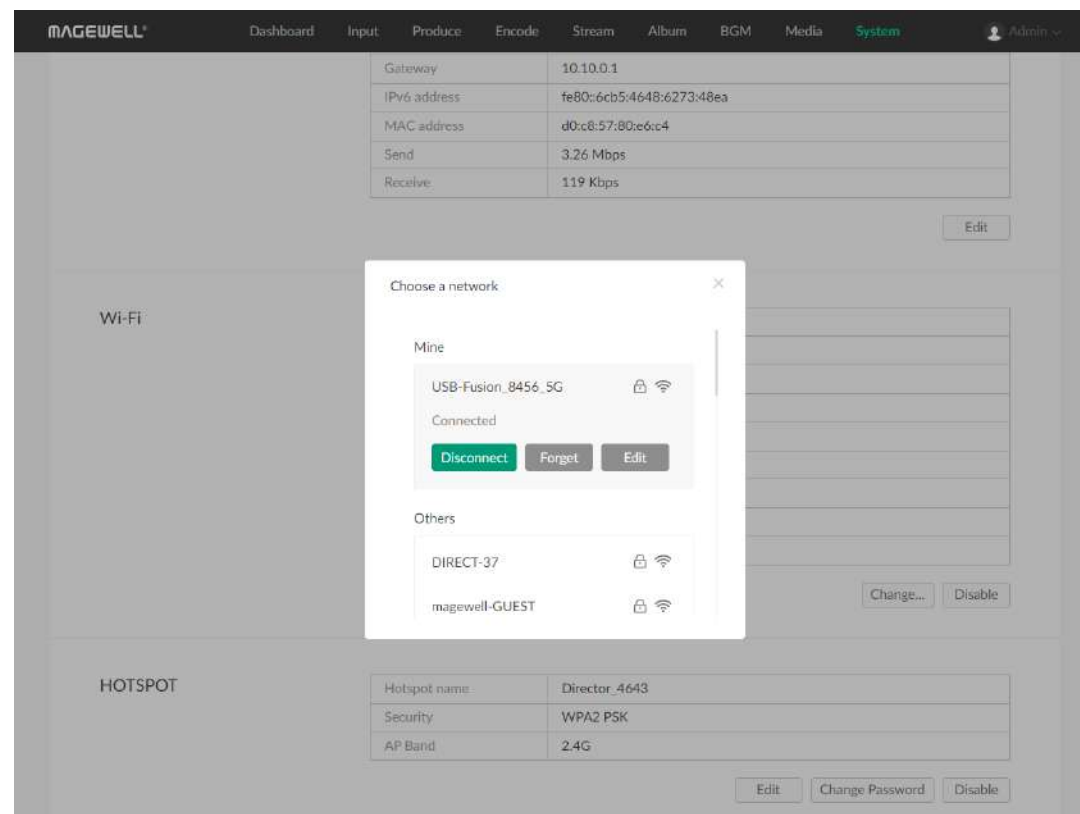 MAGEWELL Dashboard Input Produce Encode Stream Album BGM Media System Admin
Gateway 10.10.0.1
IPv6 address fe80::6cb5:4648:6273:48ea
MAC address d0:c8:57:80:e6:c4
Send 3.26 Mbps
Receive 119 Kbps
Edit
Choose a network
Wi-Fi
Mine
USB-Fusion_8456_5G
Connected
Disconnect Forget Edit
Others
DIRECT-37
magewell-GUEST
Change... Disable
HOTSPOT
Hotspot name Director_4643
Security WPA2 PSK
AP Band 2.4G
Edit Change Password Disable